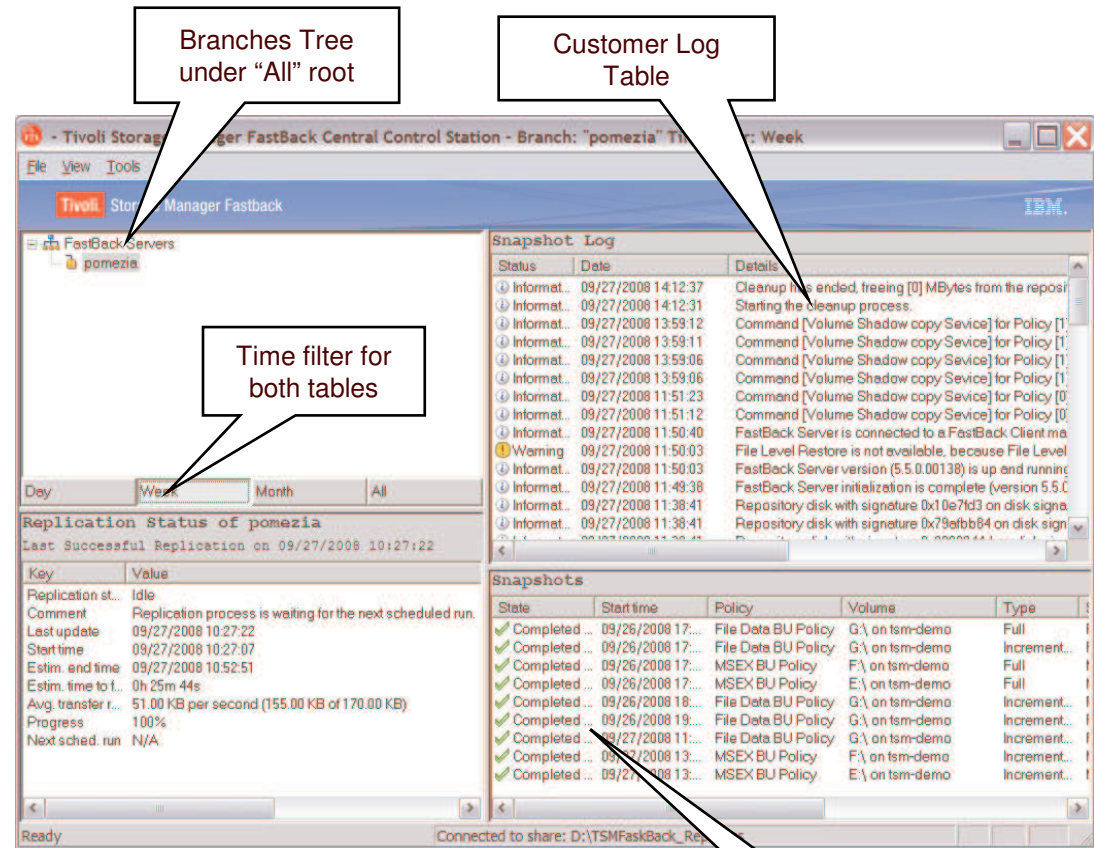 Branches Tree
under “All” root
Customer Log
Table
- Tivoli Storage Manager FastBack Central Control Station - Branch: "pomezia" Ti r: Week
File View Tools
Tivoli. Storage Manager Fastback
IBM.
FastBack Servers
pomezia
Time filter for
both tables
Day Week Month All
Snapshot Log
Status Date Details
Informat... 09/27/2008 14:12:37 Cleanup has ended, freeing [0] MBytes from the reposi
Informat... 09/27/2008 14:12:31 Starting the cleanup process.
Informat... 09/27/2008 13:59:12 Command [Volume Shadow copy Sevice] for Policy [1]
Informat... 09/27/2008 13:59:11 Command [Volume Shadow copy Sevice] for Policy [1]
Informat... 09/27/2008 13:59:06 Command [Volume Shadow copy Sevice] for Policy [1]
Informat... 09/27/2008 13:59:06 Command [Volume Shadow copy Sevice] for Policy [1]
Informat... 09/27/2008 11:51:23 Command [Volume Shadow copy Sevice] for Policy [0]
Informat... 09/27/2008 11:51:12 Command [Volume Shadow copy Sevice] for Policy [0]
Informat... 09/27/2008 11:50:40 FastBack Server is connected to a FastBack Client ma
Warning 09/27/2008 11:50:03 File Level Restore is not available, because File Level
Informat... 09/27/2008 11:50:03 FastBack Server version (5.5.0.00138) is up and running
Informat... 09/27/2008 11:49:38 FastBack Server initialization is complete (version 5.5.0
Informat... 09/27/2008 11:38:41 Repository disk with signature 0x10e7fd3 on disk signa
Informat... 09/27/2008 11:38:41 Repository disk with signature 0x79afbb84 on disk sign
Replication Status of pomezia
Last Successful Replication on 09/27/2008 10:27:22
Key Value
Replication st... Idle
Comment Replication process is waiting for the next scheduled run.
Last update 09/27/2008 10:27:22
Start time 09/27/2008 10:27:07
Estim. end time 09/27/2008 10:52:51
Estim. time to f... 0h 25m 44s
Avg. transfer r... 51.00 KB per second (155.00 KB of 170.00 KB)
Progress 100%
Next sched. run N/A
Snapshots
State Start time Policy Volume Type
Completed ... 09/26/2008 17:... File Data BU Policy G:\ on tsm-demo Full
Completed ... 09/26/2008 17:... File Data BU Policy G:\ on tsm-demo Increment...
Completed ... 09/26/2008 17:... MSEX BU Policy F:\ on tsm-demo Full
Completed ... 09/26/2008 17:... MSEX BU Policy E:\ on tsm-demo Full
Completed ... 09/26/2008 18:... File Data BU Policy G:\ on tsm-demo Increment...
Completed ... 09/26/2008 19:... File Data BU Policy G:\ on tsm-demo Increment...
Completed ... 09/27/2008 11:... File Data BU Policy G:\ on tsm-demo Increment...
Completed ... 09/27/2008 13:... MSEX BU Policy F:\ on tsm-demo Increment...
Completed ... 09/27/2008 13:... MSEX BU Policy E:\ on tsm-demo Increment...
Ready
Connected to share: D:\TSMFaskBack_Rep